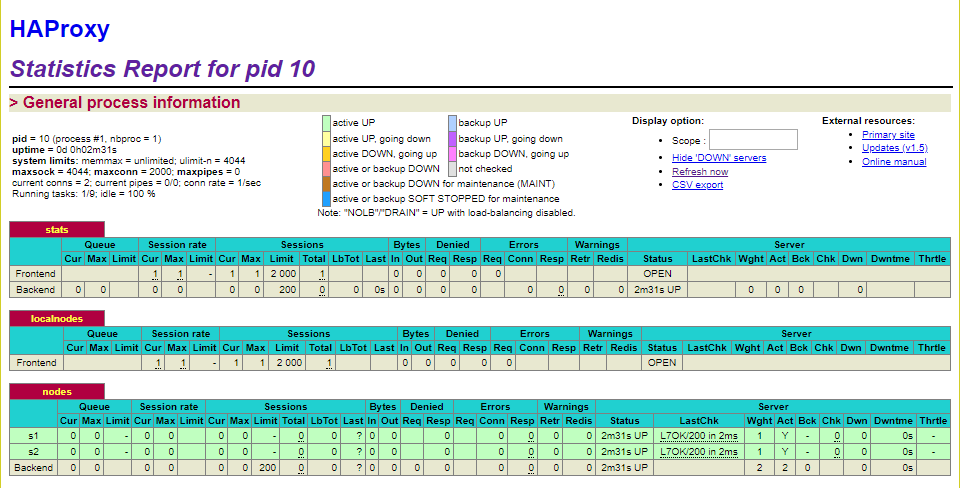 HAProxy
Statistics Report for pid 10
> General process information
pid = 10 (process #1, nbproc = 1)
uptime = 0d 0h02m31s
system limits: memmax = unlimited; ulimit-n = 4044
maxsock = 4044; maxconn = 2000; maxpipes = 0
current conns = 2; current pipes = 0/0; conn rate = 1/sec
Running tasks: 1/9; idle = 100 %
active UP backup UP
active UP, going down backup UP, going down
active DOWN, going up backup DOWN, going up
active or backup DOWN not checked
active or backup DOWN for maintenance (MAINT)
active or backup SOFT STOPPED for maintenance
Note: "NOLB"/"DRAIN" = UP with load-balancing disabled.
Display option:
• Scope :
• Hide 'DOWN' servers
• Refresh now
• CSV export
External resources:
• Primary site
• Updates (v1.5)
• Online manual
stats
Queue Session rate Sessions Bytes Denied Errors Warnings Server
Cur Max Limit Cur Max Limit Cur Max Limit Total LbTot Last In Out Req Resp Req Conn Resp Retr Redis Status LastChk Wght Act Bck Chk Dwn Dwntme Thrtle
Frontend 1 1 - 1 1 2 000 1 0 0 0 0 0 OPEN
Backend 0 0 0 0 0 0 200 0 0 0s 0 0 0 0 0 0 0 0 2m31s UP 0 0 0 0
localnodes
Queue Session rate Sessions Bytes Denied Errors Warnings Server
Cur Max Limit Cur Max Limit Cur Max Limit Total LbTot Last In Out Req Resp Req Conn Resp Retr Redis Status LastChk Wght Act Bck Chk Dwn Dwntme Thrtle
Frontend 1 1 - 1 1 2 000 1 0 0 0 0 0 OPEN
nodes
Queue Session rate Sessions Bytes Denied Errors Warnings Server
Cur Max Limit Cur Max Limit Cur Max Limit Total LbTot Last In Out Req Resp Req Conn Resp Retr Redis Status LastChk Wght Act Bck Chk Dwn Dwntme Thrtle
s1 0 0 - 0 0 0 0 - 0 0 ? 0 0 0 0 0 0 0 2m31s UP L7OK/200 in 2ms 1 Y - 0 0 0s -
s2 0 0 - 0 0 0 0 - 0 0 ? 0 0 0 0 0 0 0 2m31s UP L7OK/200 in 2ms 1 Y - 0 0 0s -
Backend 0 0 0 0 0 0 200 0 0 ? 0 0 0 0 0 0 0 0 2m31s UP 2 2 0 0 0s